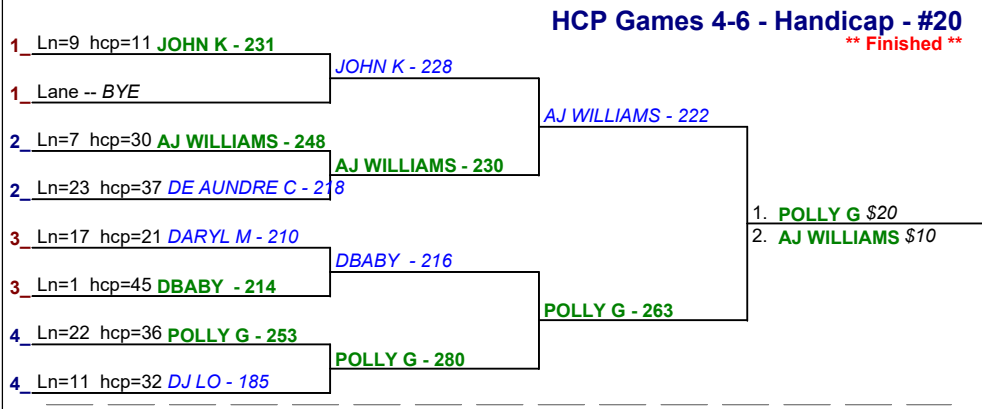 HCP Games 4-6 - Handicap - #20
** Finished **
1_ Ln=9 hcp=11 JOHN K - 231
JOHN K - 228
1_ Lane -- BYE
AJ WILLIAMS - 222
2_ Ln=7 hcp=30 AJ WILLIAMS - 248
AJ WILLIAMS - 230
2_ Ln=23 hcp=37 DE AUNDRE C - 218
1. POLLY G $20
2. AJ WILLIAMS $10
3_ Ln=17 hcp=21 DARYL M - 210
DBABY - 216
3_ Ln=1 hcp=45 DBABY - 214
POLLY G - 263
4_ Ln=22 hcp=36 POLLY G - 253
POLLY G - 280
4_ Ln=11 hcp=32 DJ LO - 185